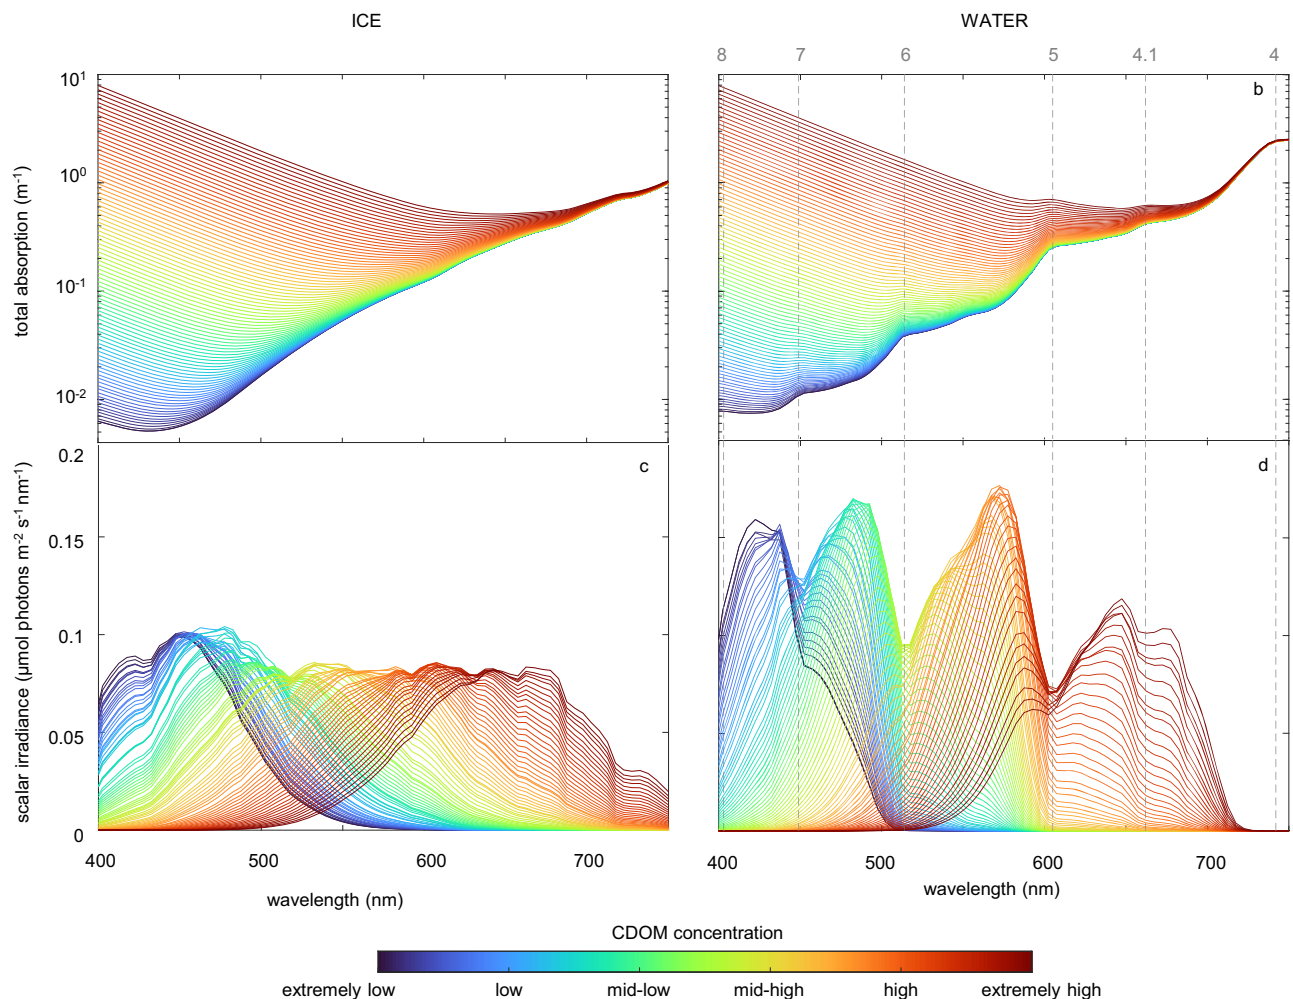 ICE
WATER
8 7 6 5 4.1 4
b
10¹
10⁰
10⁻¹
10⁻²
total absorption (m⁻¹)
c
d
0.2
0.15
0.1
0.05
0
scalar irradiance (µmol photons m⁻² s⁻¹ nm⁻¹)
400 500 600 700
400 500 600 700
wavelength (nm)
wavelength (nm)
CDOM concentration
extremely low low mid-low mid-high high extremely high